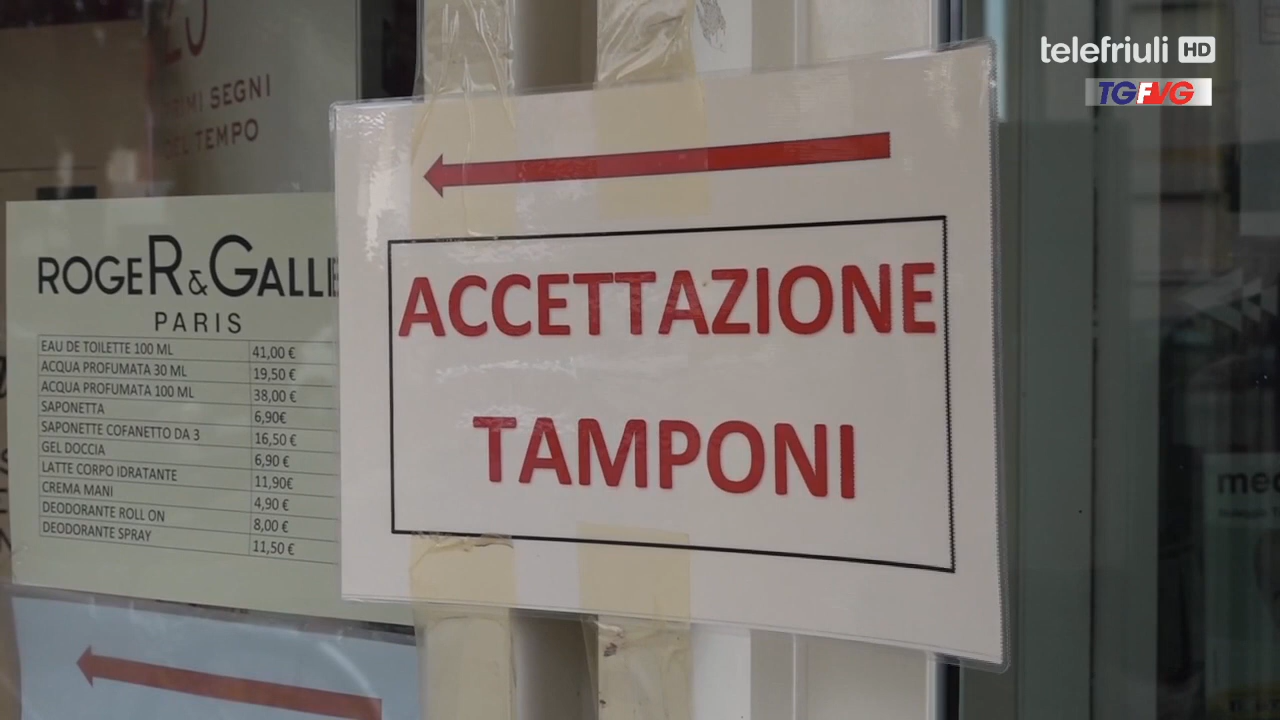 telefriuli HD
TGFVG
SEGNI
DEL TEMPO
ROGER & GALLE
PARIS
EAU DE TOILETTE 100 ML 41,00 €
ACQUA PROFUMATA 30 ML 19,50 €
ACQUA PROFUMATA 100 ML 38,00 €
SAPONETTA 6,90€
SAPONETTE COFANETTO DA 3 16,50 €
GEL DOCCIA 6,90 €
LATTE CORPO IDRATANTE 11,90€
CREMA MANI 4,90 €
DEODORANTE ROLL ON 8,00 €
DEODORANTE SPRAY 11,50 €
ACCETTAZIONE
TAMPONI